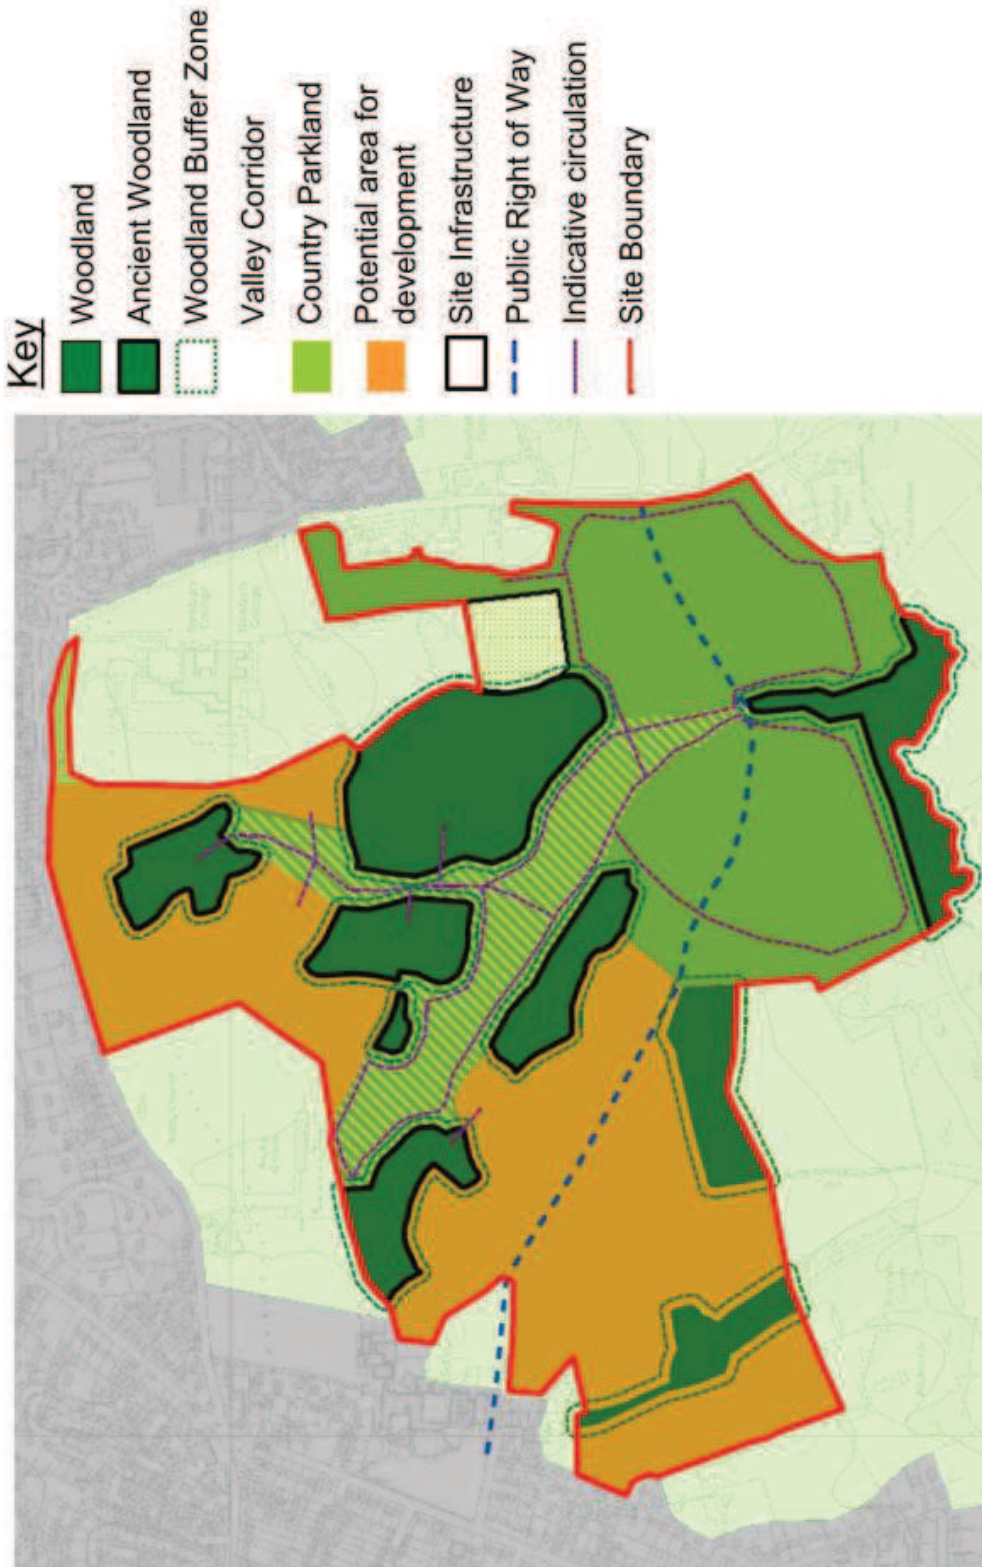 Key
Woodland
Ancient Woodland
Woodland Buffer Zone
Valley Corridor
Country Parkland
Potential area for
development
Site Infrastructure
Public Right of Way
Indicative circulation
Site Boundary